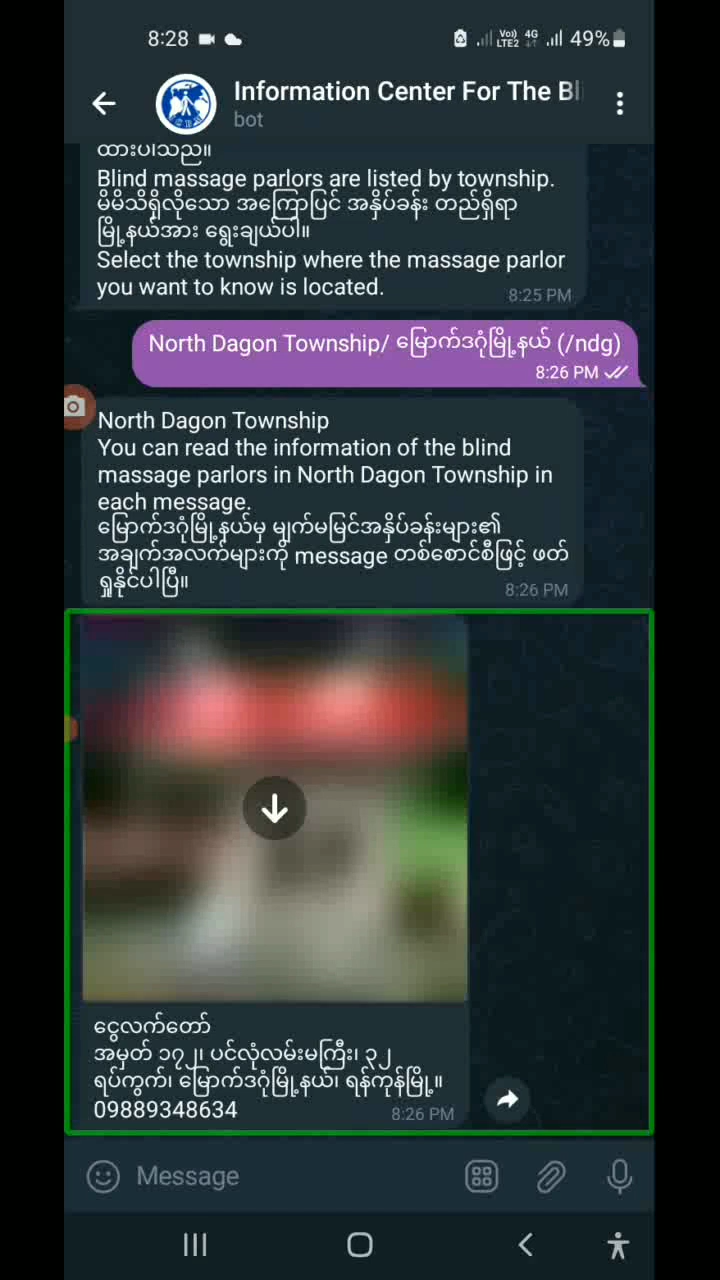 8:28
Vo)) 4G
LTE2
49%
Information Center For The Bl
bot
ထားပါသည်။
Blind massage parlors are listed by township.
မိမိသိရှိလိုသော အကြောပြင် အနှိပ်ခန်း တည်ရှိရာ
မြို့နယ်အား ရွေးချယ်ပါ။
Select the township where the massage parlor
you want to know is located.
8:25 PM
North Dagon Township/ မြောက်ဒဂုံမြို့နယ် (/ndg)
8:26 PM
North Dagon Township
You can read the information of the blind
massage parlors in North Dagon Township in
each message.
မြောက်ဒဂုံမြို့နယ်မှ မျက်မမြင်အနှိပ်ခန်းများ၏
အချက်အလက်များကို message တစ်စောင်စီဖြင့် ဖတ်
ရှုနိုင်ပါပြီ။
8:26 PM
ငွေလက်တော်
အမှတ် ၁၇၂၊ ပင်လုံလမ်းမကြီး၊ ၃၂
ရပ်ကွက်၊ မြောက်ဒဂုံမြို့နယ်၊ ရန်ကုန်မြို့။
09889348634
8:26 PM
Message